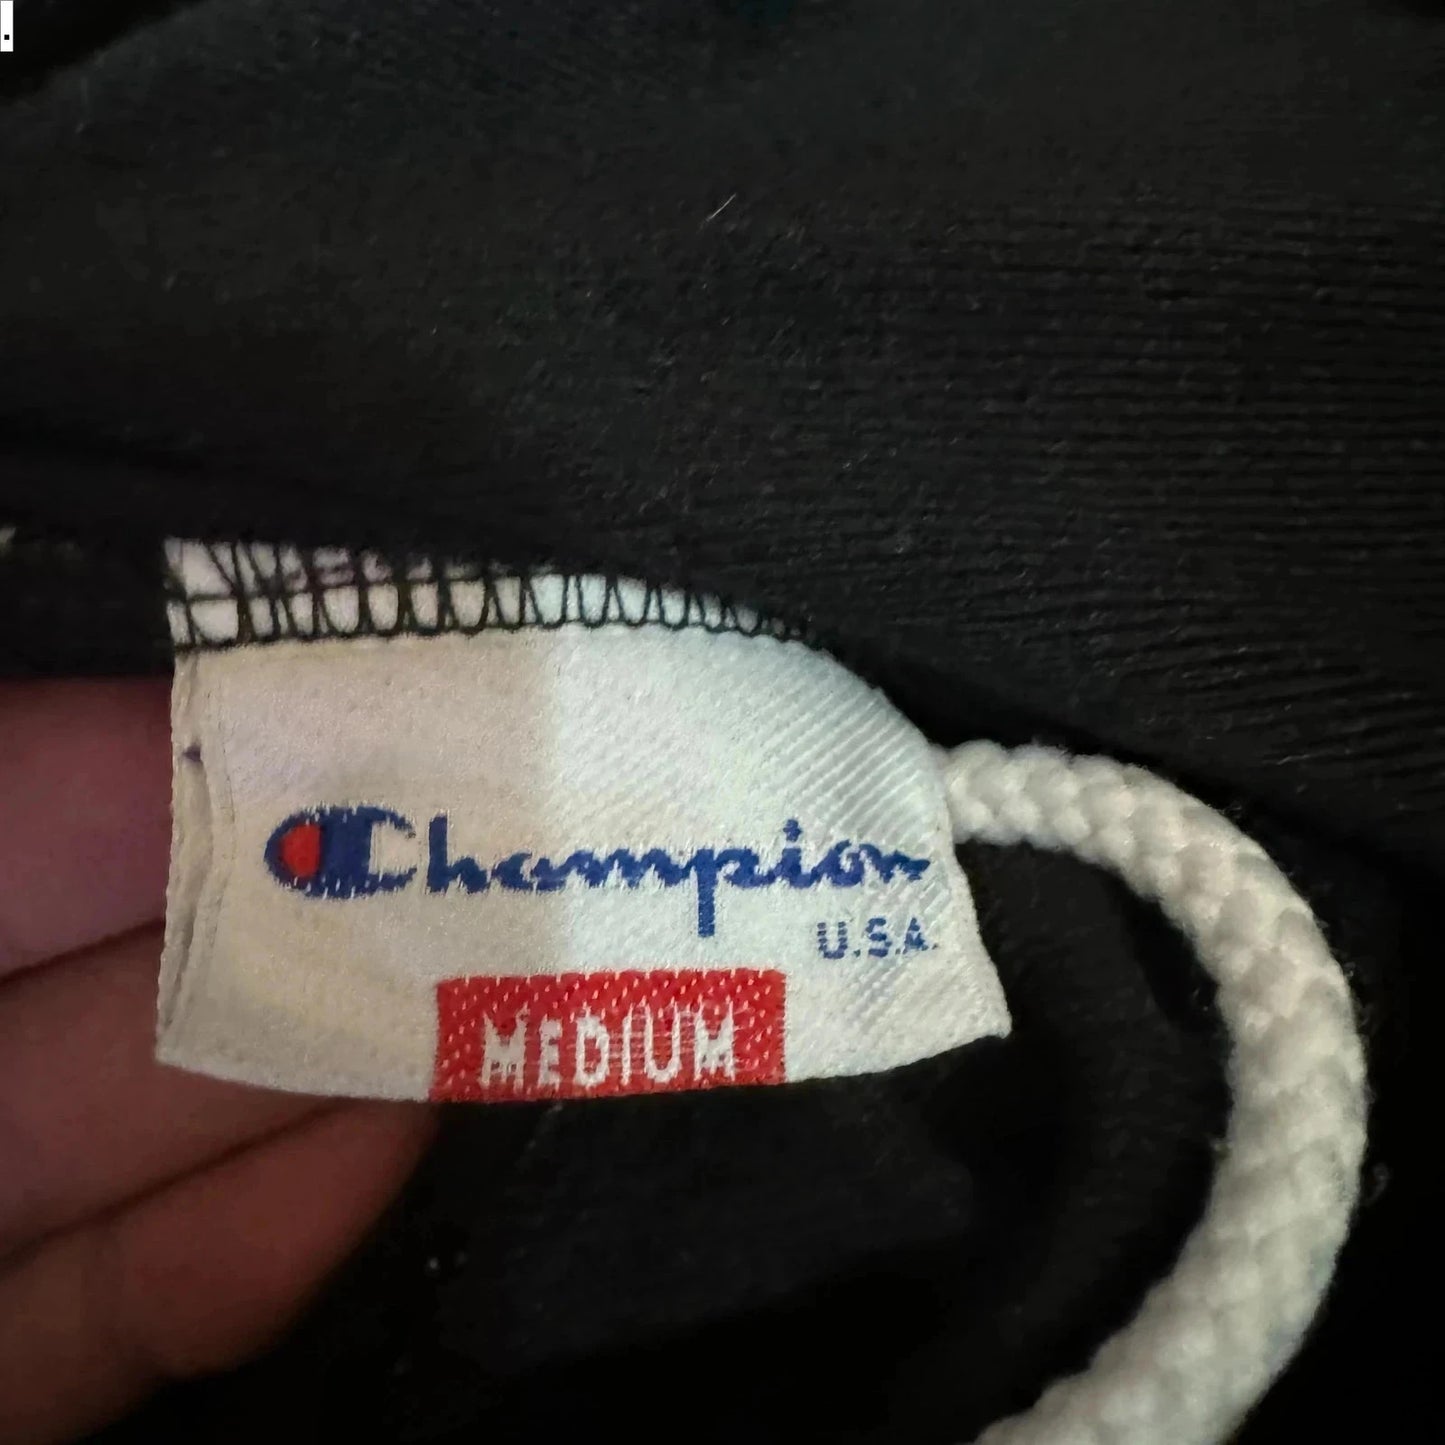 .
Champion
U.S.A.
MEDIUM